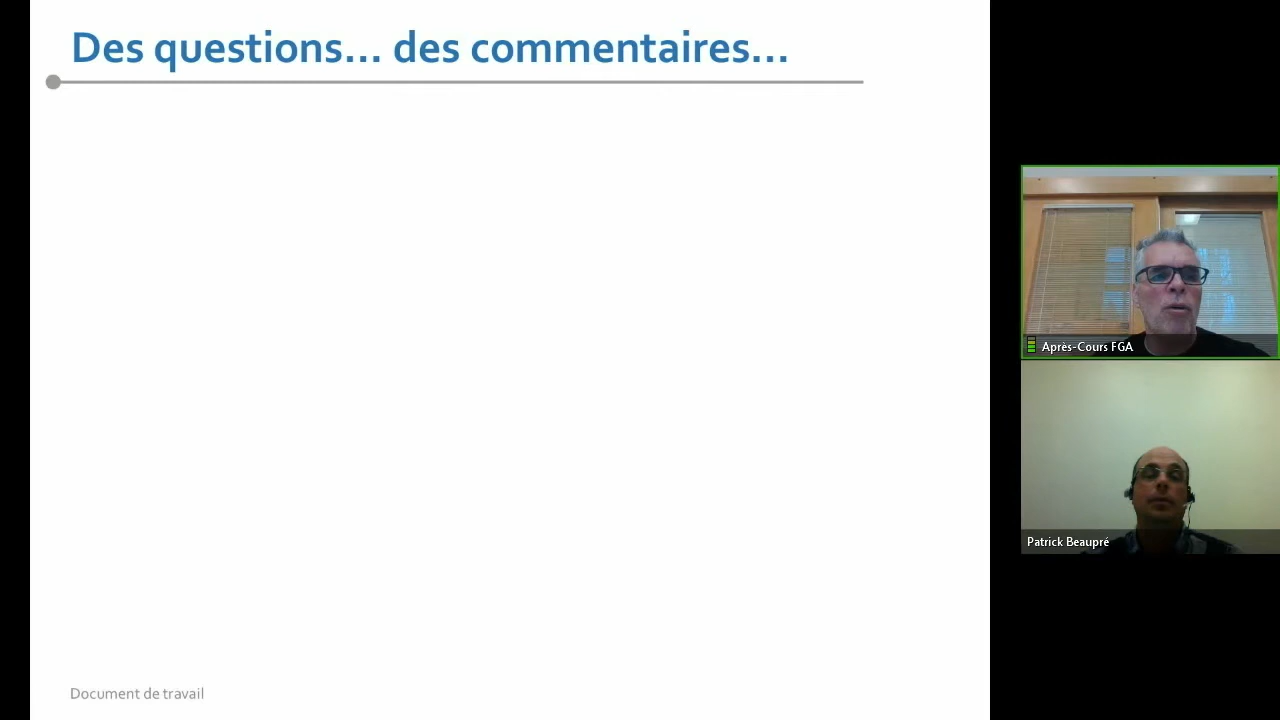 Des questions... des commentaires...
Après-Cours FGA
Patrick Beaupré
Document de travail